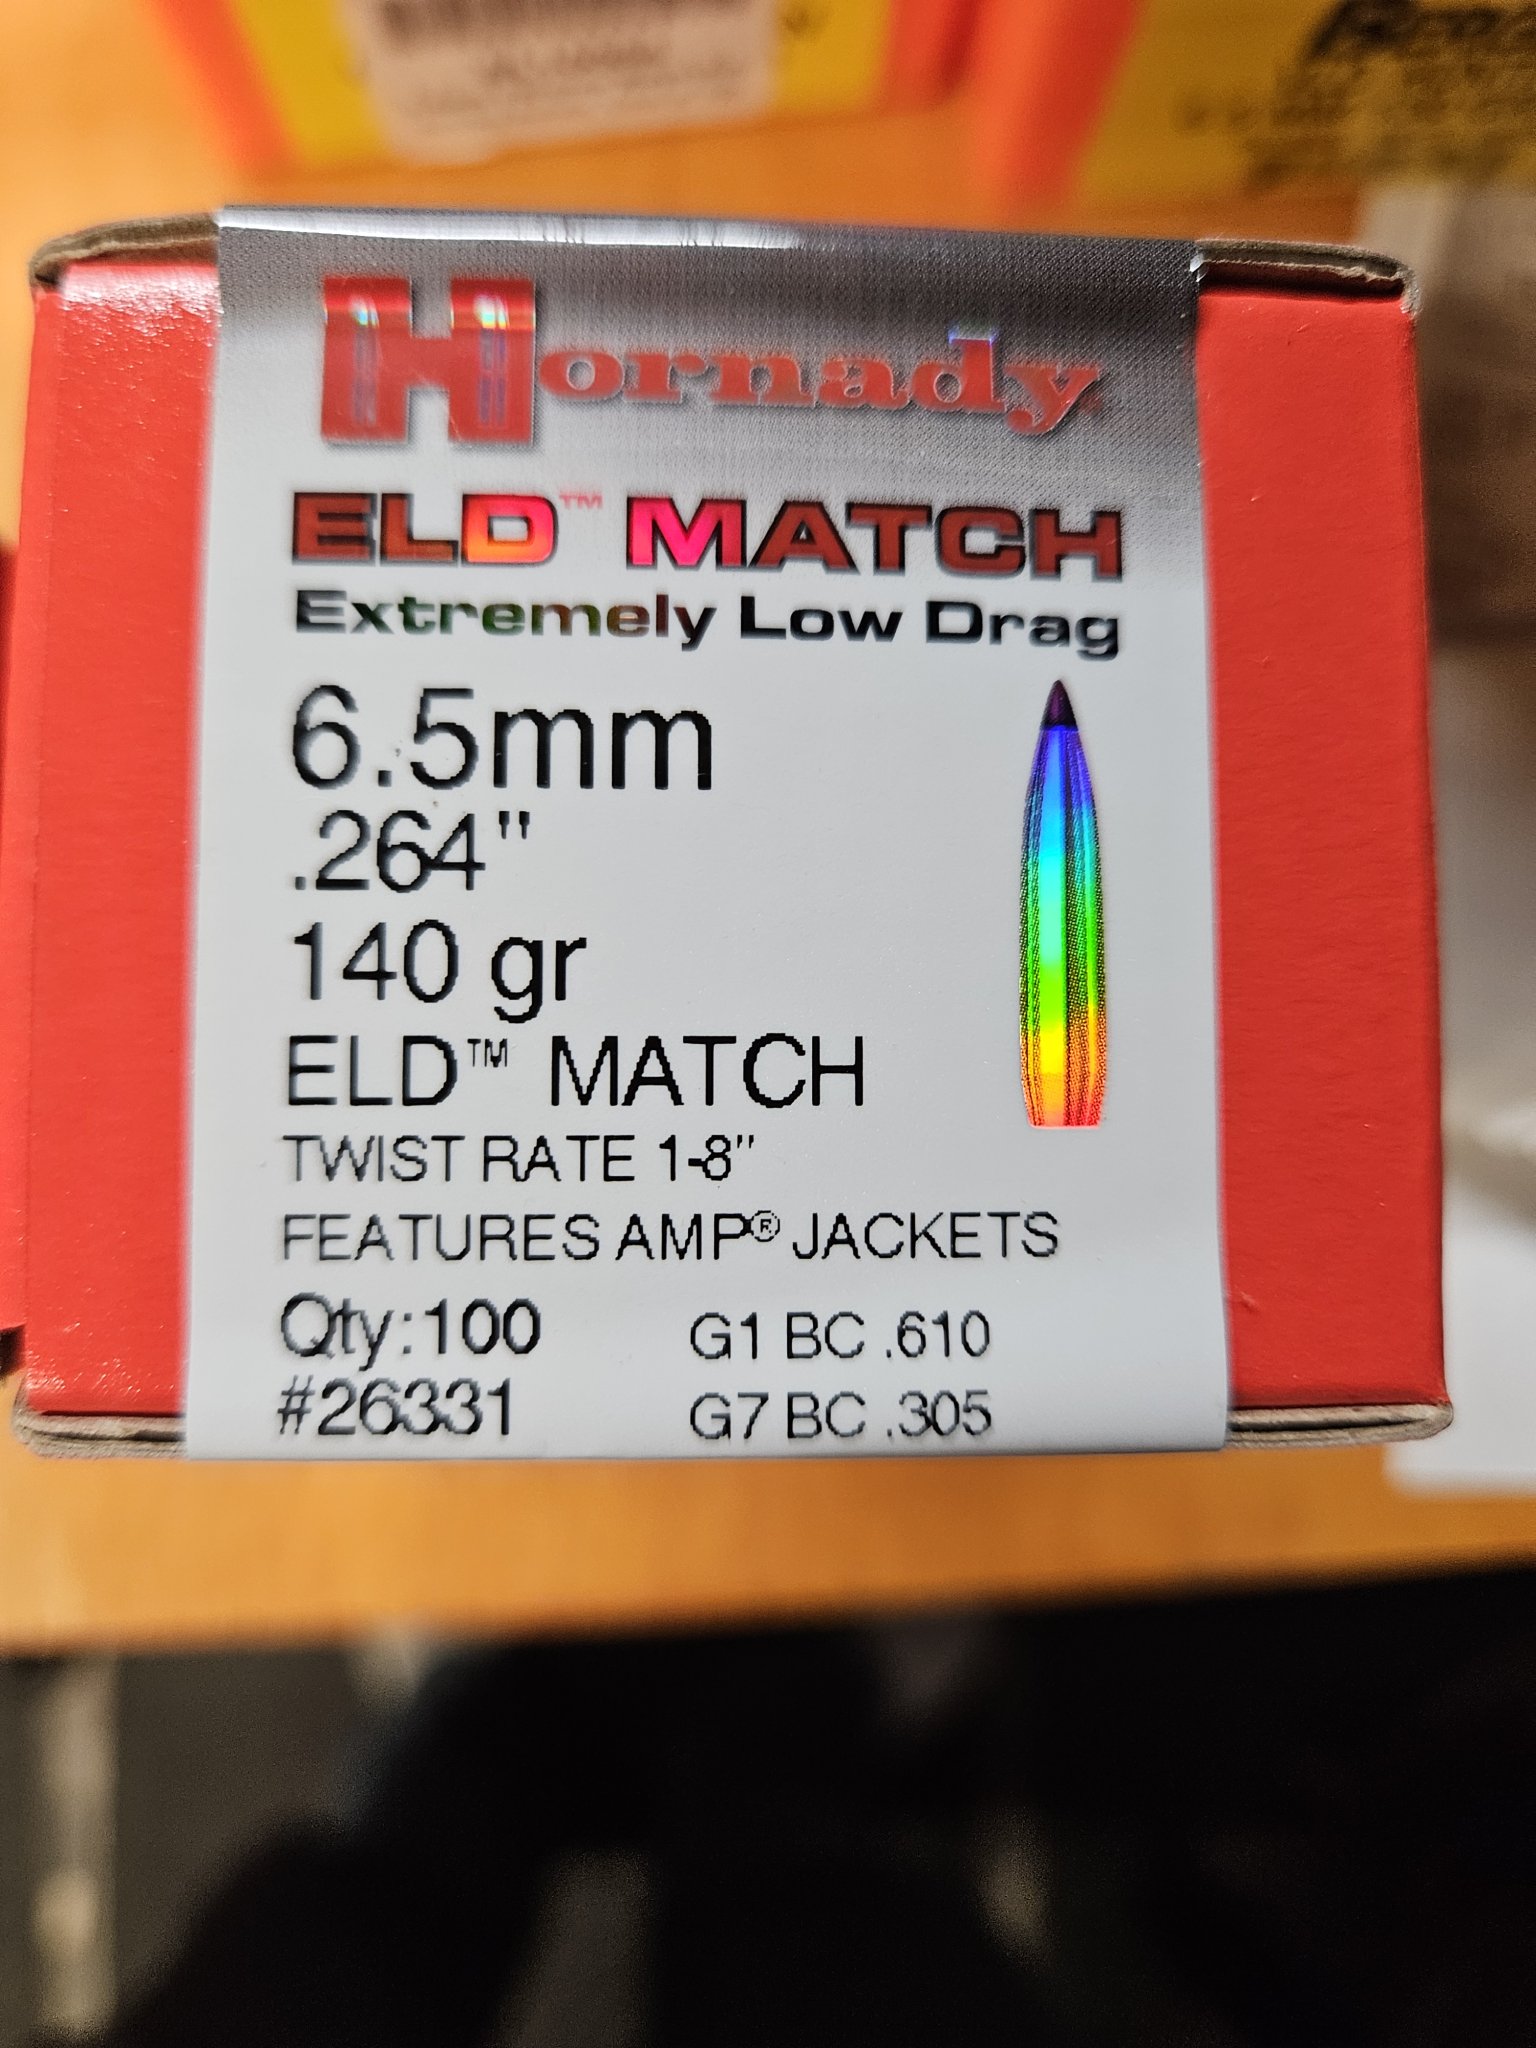 Hornady
ELD™ MATCH
Extremely Low Drag
6.5mm
.264"
140 gr
ELD™ MATCH
TWIST RATE 1-8"
FEATURES AMP® JACKETS
Qty:100 G1 BC .610
#26331 G7 BC .305